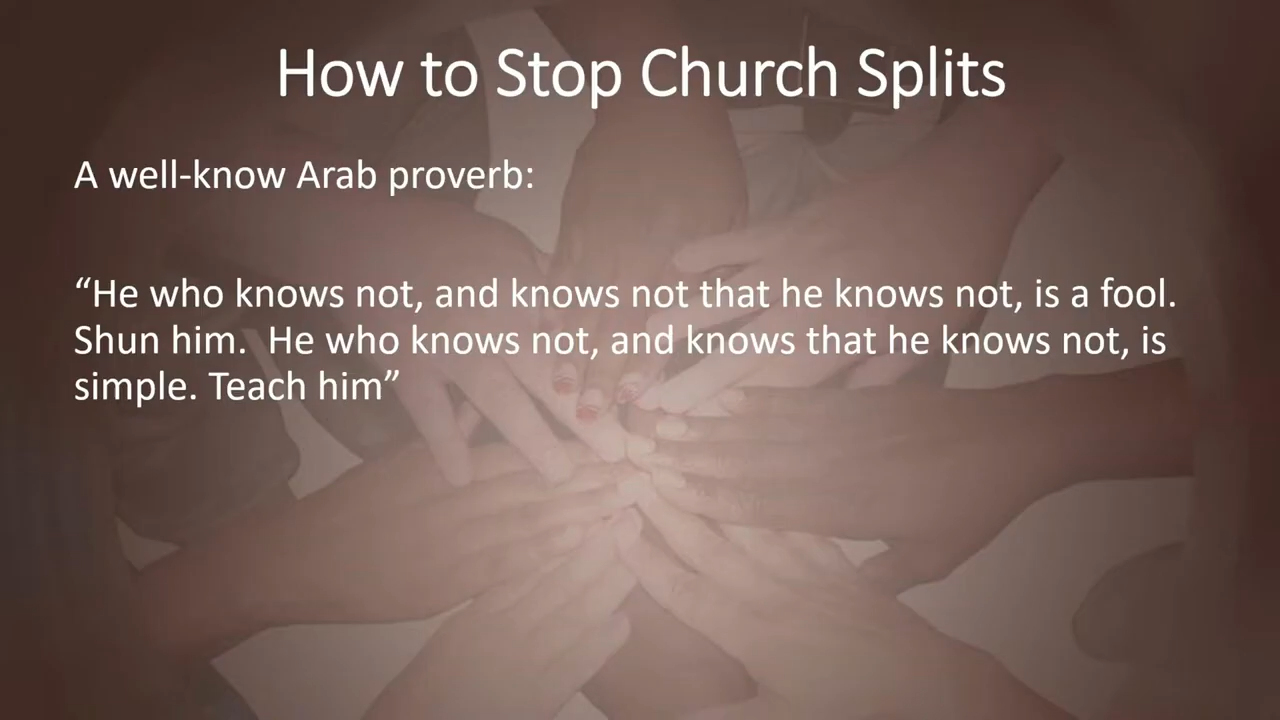 How to Stop Church Splits
A well-know Arab proverb:
“He who knows not, and knows not that he knows not, is a fool.
Shun him.  He who knows not, and knows that he knows not, is
simple. Teach him”